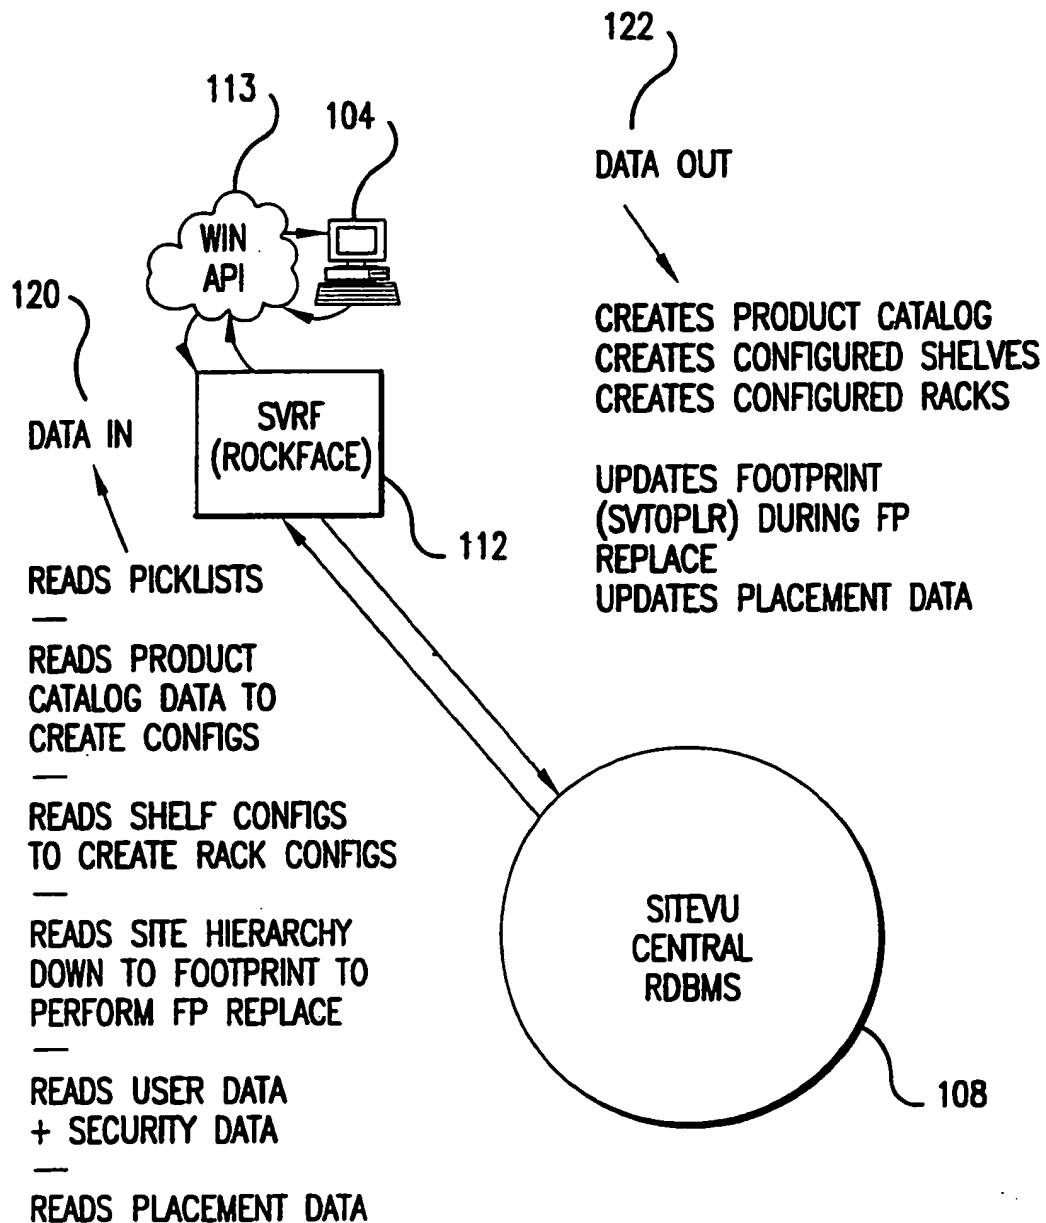 122
113
104
DATA OUT
WIN
API
120
CREATES PRODUCT CATALOG
CREATES CONFIGURED SHELVES
CREATES CONFIGURED RACKS
SVRF
(ROCKFACE)
DATA IN
UPDATES FOOTPRINT
(SVTOPLR) DURING FP
REPLACE
UPDATES PLACEMENT DATA
112
READS PICKLISTS
—
READS PRODUCT
CATALOG DATA TO
CREATE CONFIGS
—
READS SHELF CONFIGS
TO CREATE RACK CONFIGS
—
READS SITE HIERARCHY
DOWN TO FOOTPRINT TO
PERFORM FP REPLACE
—
READS USER DATA
+ SECURITY DATA
—
READS PLACEMENT DATA
SITEVU
CENTRAL
RDBMS
108